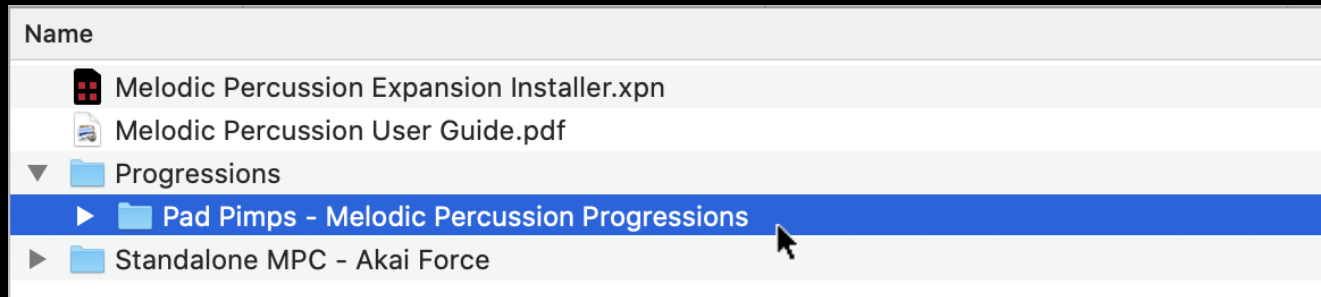 Name
Melodic Percussion Expansion Installer.xpn
Melodic Percussion User Guide.pdf
Progressions
Pad Pimps - Melodic Percussion Progressions
Standalone MPC - Akai Force